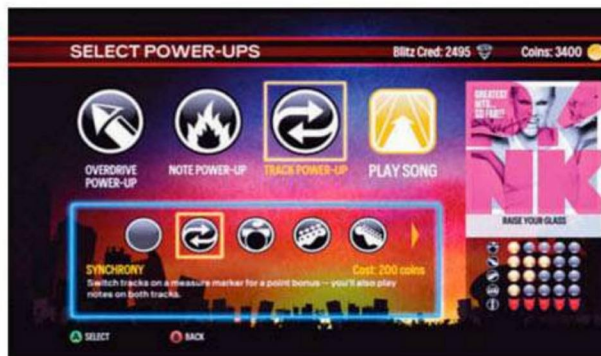 SELECT POWER-UPS
Blitz Cred: 2495
Coins: 3400
OVERDRIVE
POWER-UP
NOTE POWER-UP
TRACK POWER-UP
PLAY SONG
GREATEST
HITS...
SO FAR!!!
P!NK
RAISE YOUR GLASS
SYNCHRONY
Cost: 200 coins
Switch tracks on a measure marker for a point bonus — you'll also play
notes on both tracks.
A SELECT
B BACK